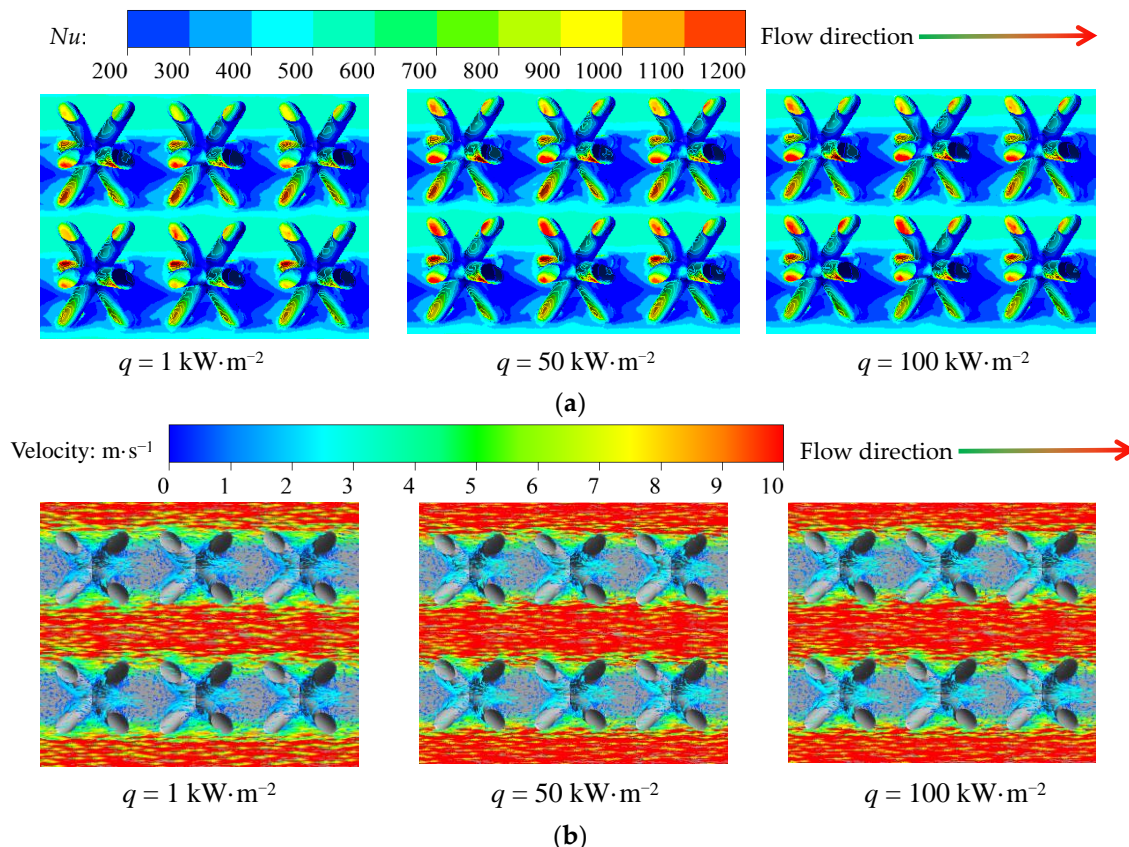 Nu:
Flow direction
200 300 400 500 600 700 800 900 1000 1100 1200
q = 1 kW·m⁻² q = 50 kW·m⁻² q = 100 kW·m⁻²
(a)
Velocity: m·s⁻¹ Flow direction
0 1 2 3 4 5 6 7 8 9 10
q = 1 kW·m⁻² q = 50 kW·m⁻² q = 100 kW·m⁻²
(b)